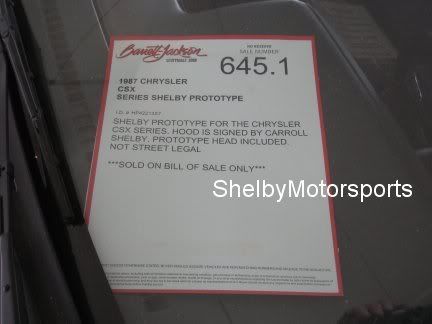 Barrett-Jackson
SCOTTSDALE 2008
NO RESERVE
SALE NUMBER
645.1
1987 CHRYSLER
CSX
SERIES SHELBY PROTOTYPE
I.D. #
SHELBY PROTOTYPE FOR THE CHRYSLER
CSX SERIES. HOOD IS SIGNED BY CARROLL
SHELBY. PROTOTYPE HEAD INCLUDED.
NOT STREET LEGAL
***SOLD ON BILL OF SALE ONLY***
ShelbyMotorsports